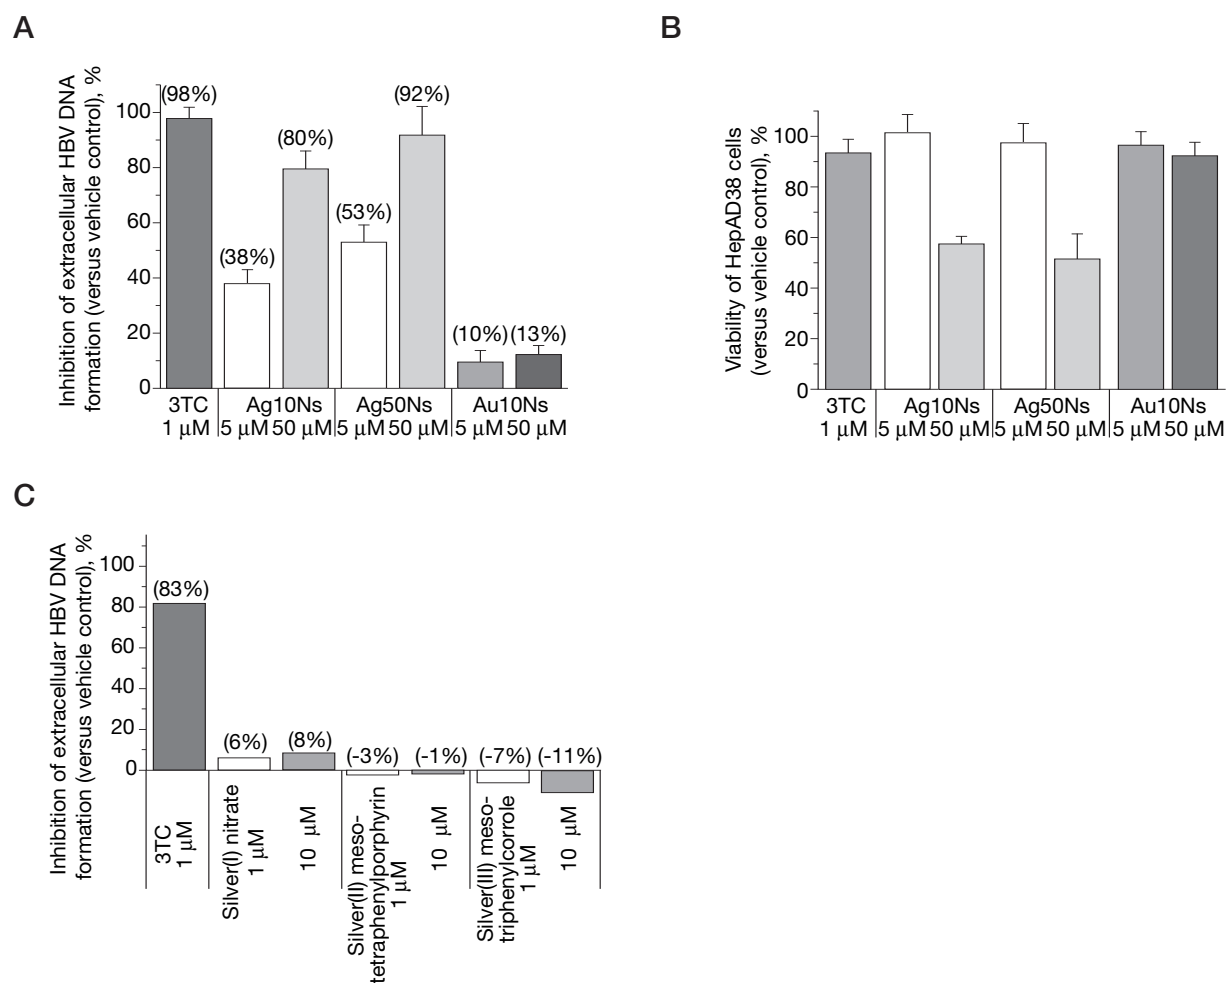 A
Inhibition of extracellular HBV DNA
formation (versus vehicle control), %
100
80
60
40
20
0
(98%)
(38%)
(80%)
(53%)
(92%)
(10%)
(13%)
3TC
1 μM
Ag10Ns
5 μM 50 μM
Ag50Ns
5 μM 50 μM
Au10Ns
5 μM 50 μM
B
Viability of HepAD38 cells
(versus vehicle control), %
100
80
60
40
20
0
3TC
1 μM
Ag10Ns
5 μM 50 μM
Ag50Ns
5 μM 50 μM
Au10Ns
5 μM 50 μM
C
Inhibition of extracellular HBV DNA
formation (versus vehicle control), %
100
80
60
40
20
0
(83%)
(6%)
(8%)
(-3%)
(-1%)
(-7%)
(-11%)
3TC
1 μM
Silver(I) nitrate
1 μM
10 μM
Silver(II) meso-
tetraphenylporphyrin
1 μM
10 μM
Silver(III) meso-
triphenylcorrole
1 μM
10 μM